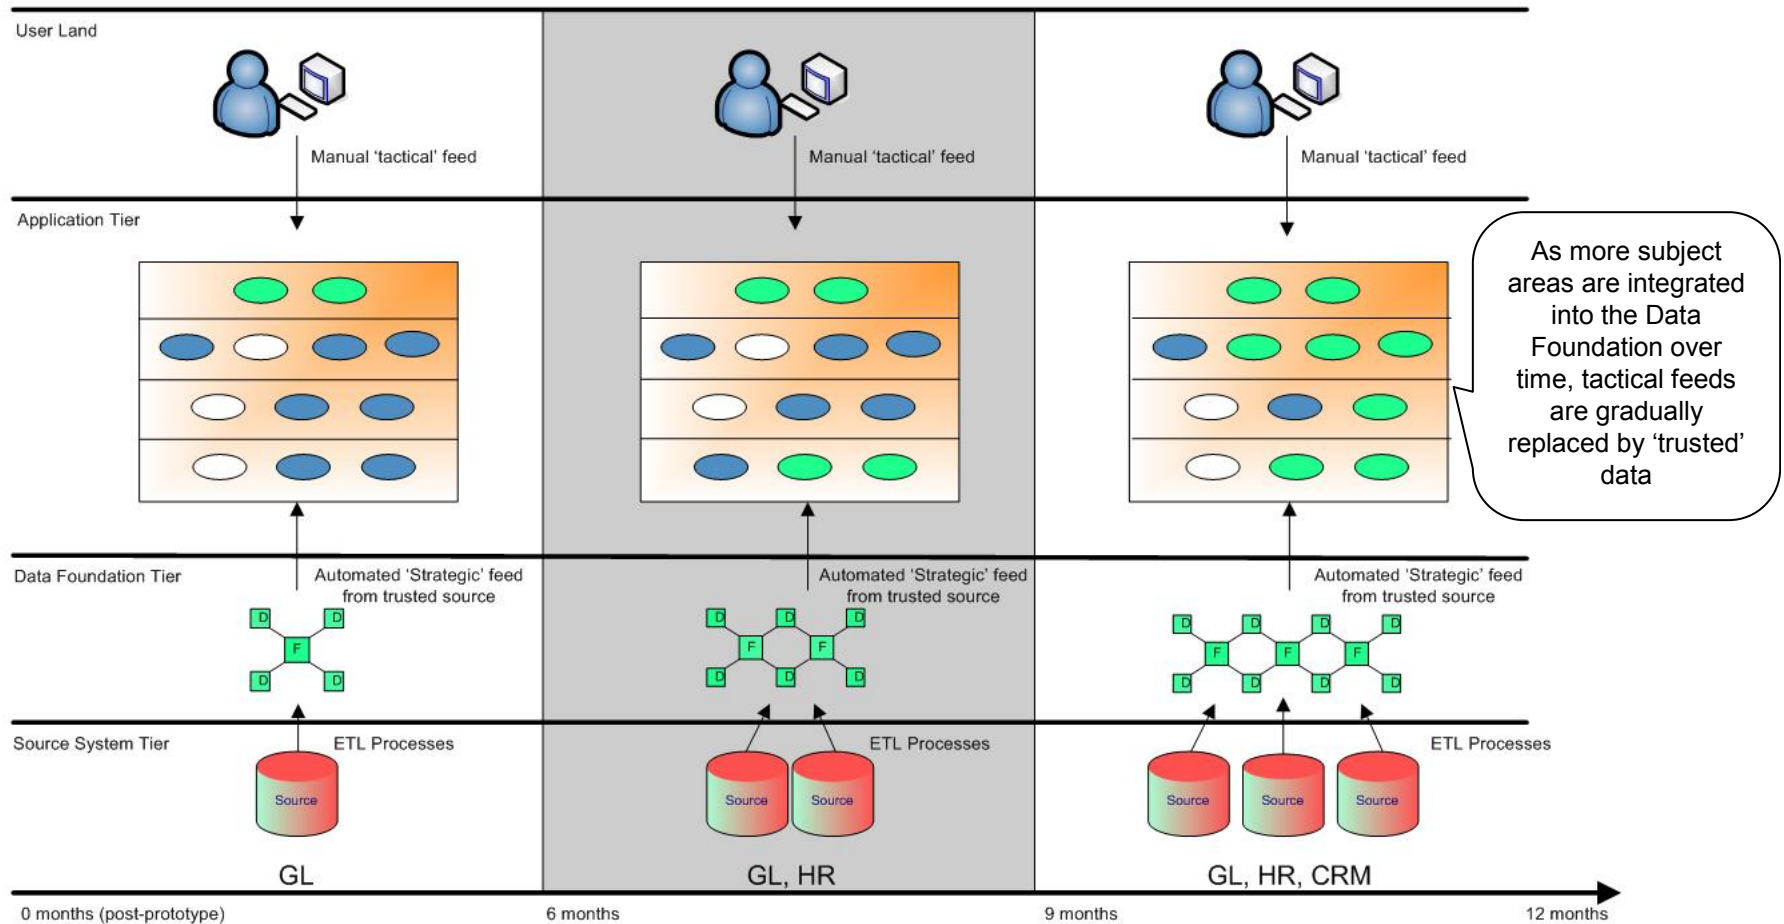 User Land
Manual ‘tactical’ feed
Manual ‘tactical’ feed
Manual ‘tactical’ feed
Application Tier
As more subject
areas are integrated
into the Data
Foundation over
time, tactical feeds
are gradually
replaced by ‘trusted’
data
Data Foundation Tier
Automated ‘Strategic’ feed
from trusted source
Automated ‘Strategic’ feed
from trusted source
Automated ‘Strategic’ feed
from trusted source
D D
F
D D
D D D
F F
D D D
D D D D
F F F
D D D D
Source System Tier
ETL Processes
ETL Processes
ETL Processes
Source
Source Source
Source Source Source
GL
GL, HR
GL, HR, CRM
0 months (post-prototype)
6 months
9 months
12 months